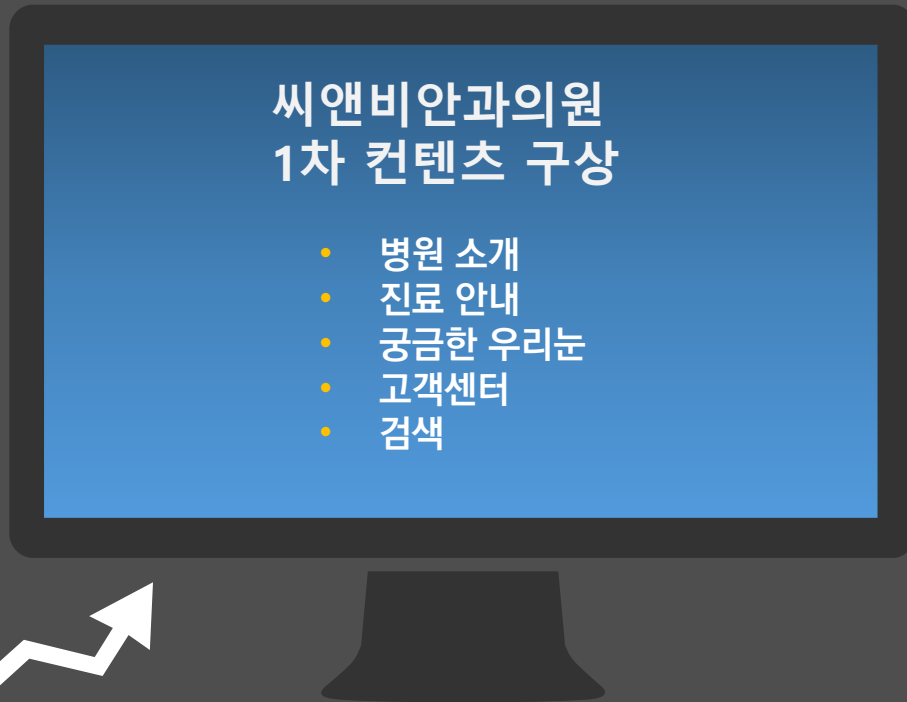 씨앤비안과의원
1차 컨텐츠 구상
• 병원 소개
• 진료 안내
• 궁금한 우리눈
• 고객센터
• 검색